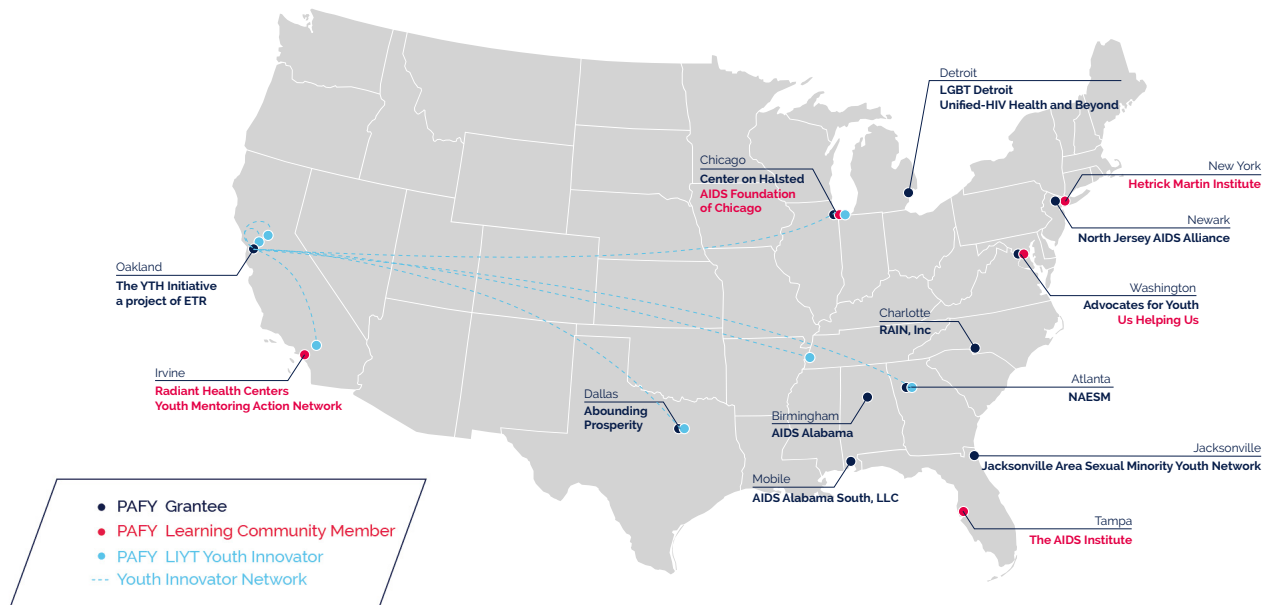 Detroit
LGBT Detroit
Unified-HIV Health and Beyond
Chicago
Center on Halsted
AIDS Foundation
of Chicago
New York
Hetrick Martin Institute
Newark
North Jersey AIDS Alliance
Oakland
The YTH Initiative
a project of ETR
Washington
Advocates for Youth
Us Helping Us
Charlotte
RAIN, Inc
Irvine
Radiant Health Centers
Youth Mentoring Action Network
Dallas
Abounding
Prosperity
Atlanta
NAESM
Birmingham
AIDS Alabama
Jacksonville
Jacksonville Area Sexual Minority Youth Network
Mobile
AIDS Alabama South, LLC
Tampa
The AIDS Institute
PAFY Grantee
PAFY Learning Community Member
PAFY LIYT Youth Innovator
Youth Innovator Network